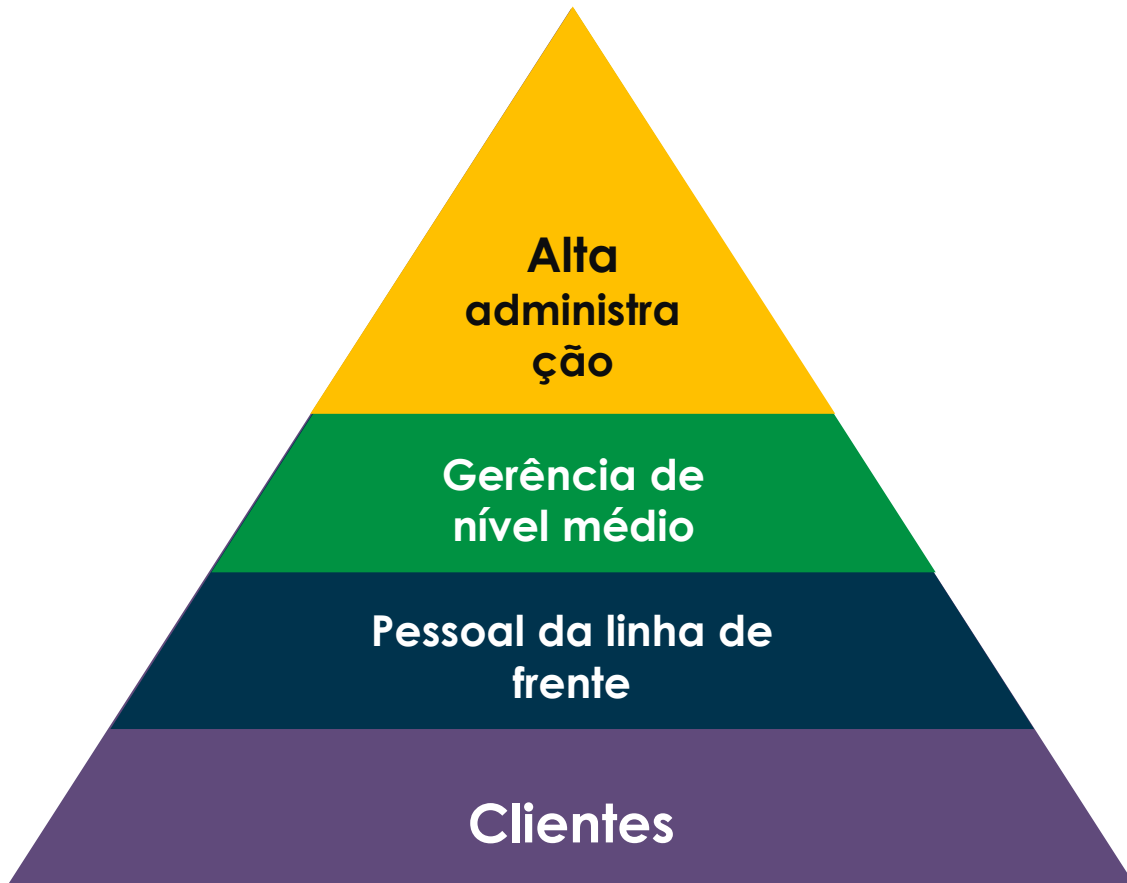 Alta
administra
ção
Gerência de
nível médio
Pessoal da linha de
frente
Clientes